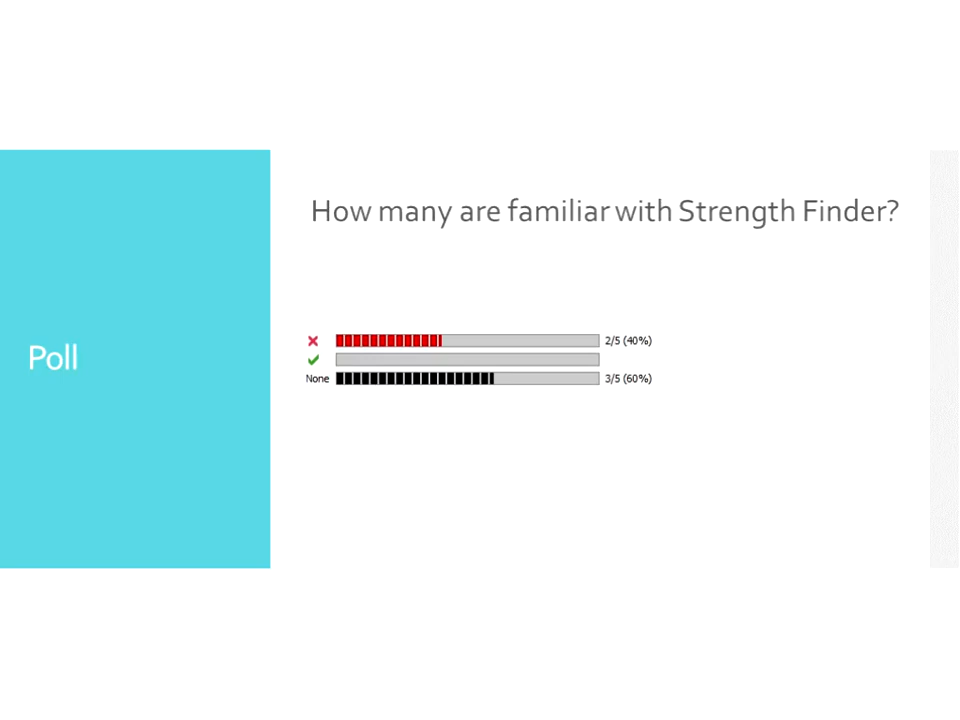 How many are familiar with Strength Finder?
Poll
2/5 (40%)
None 3/5 (60%)